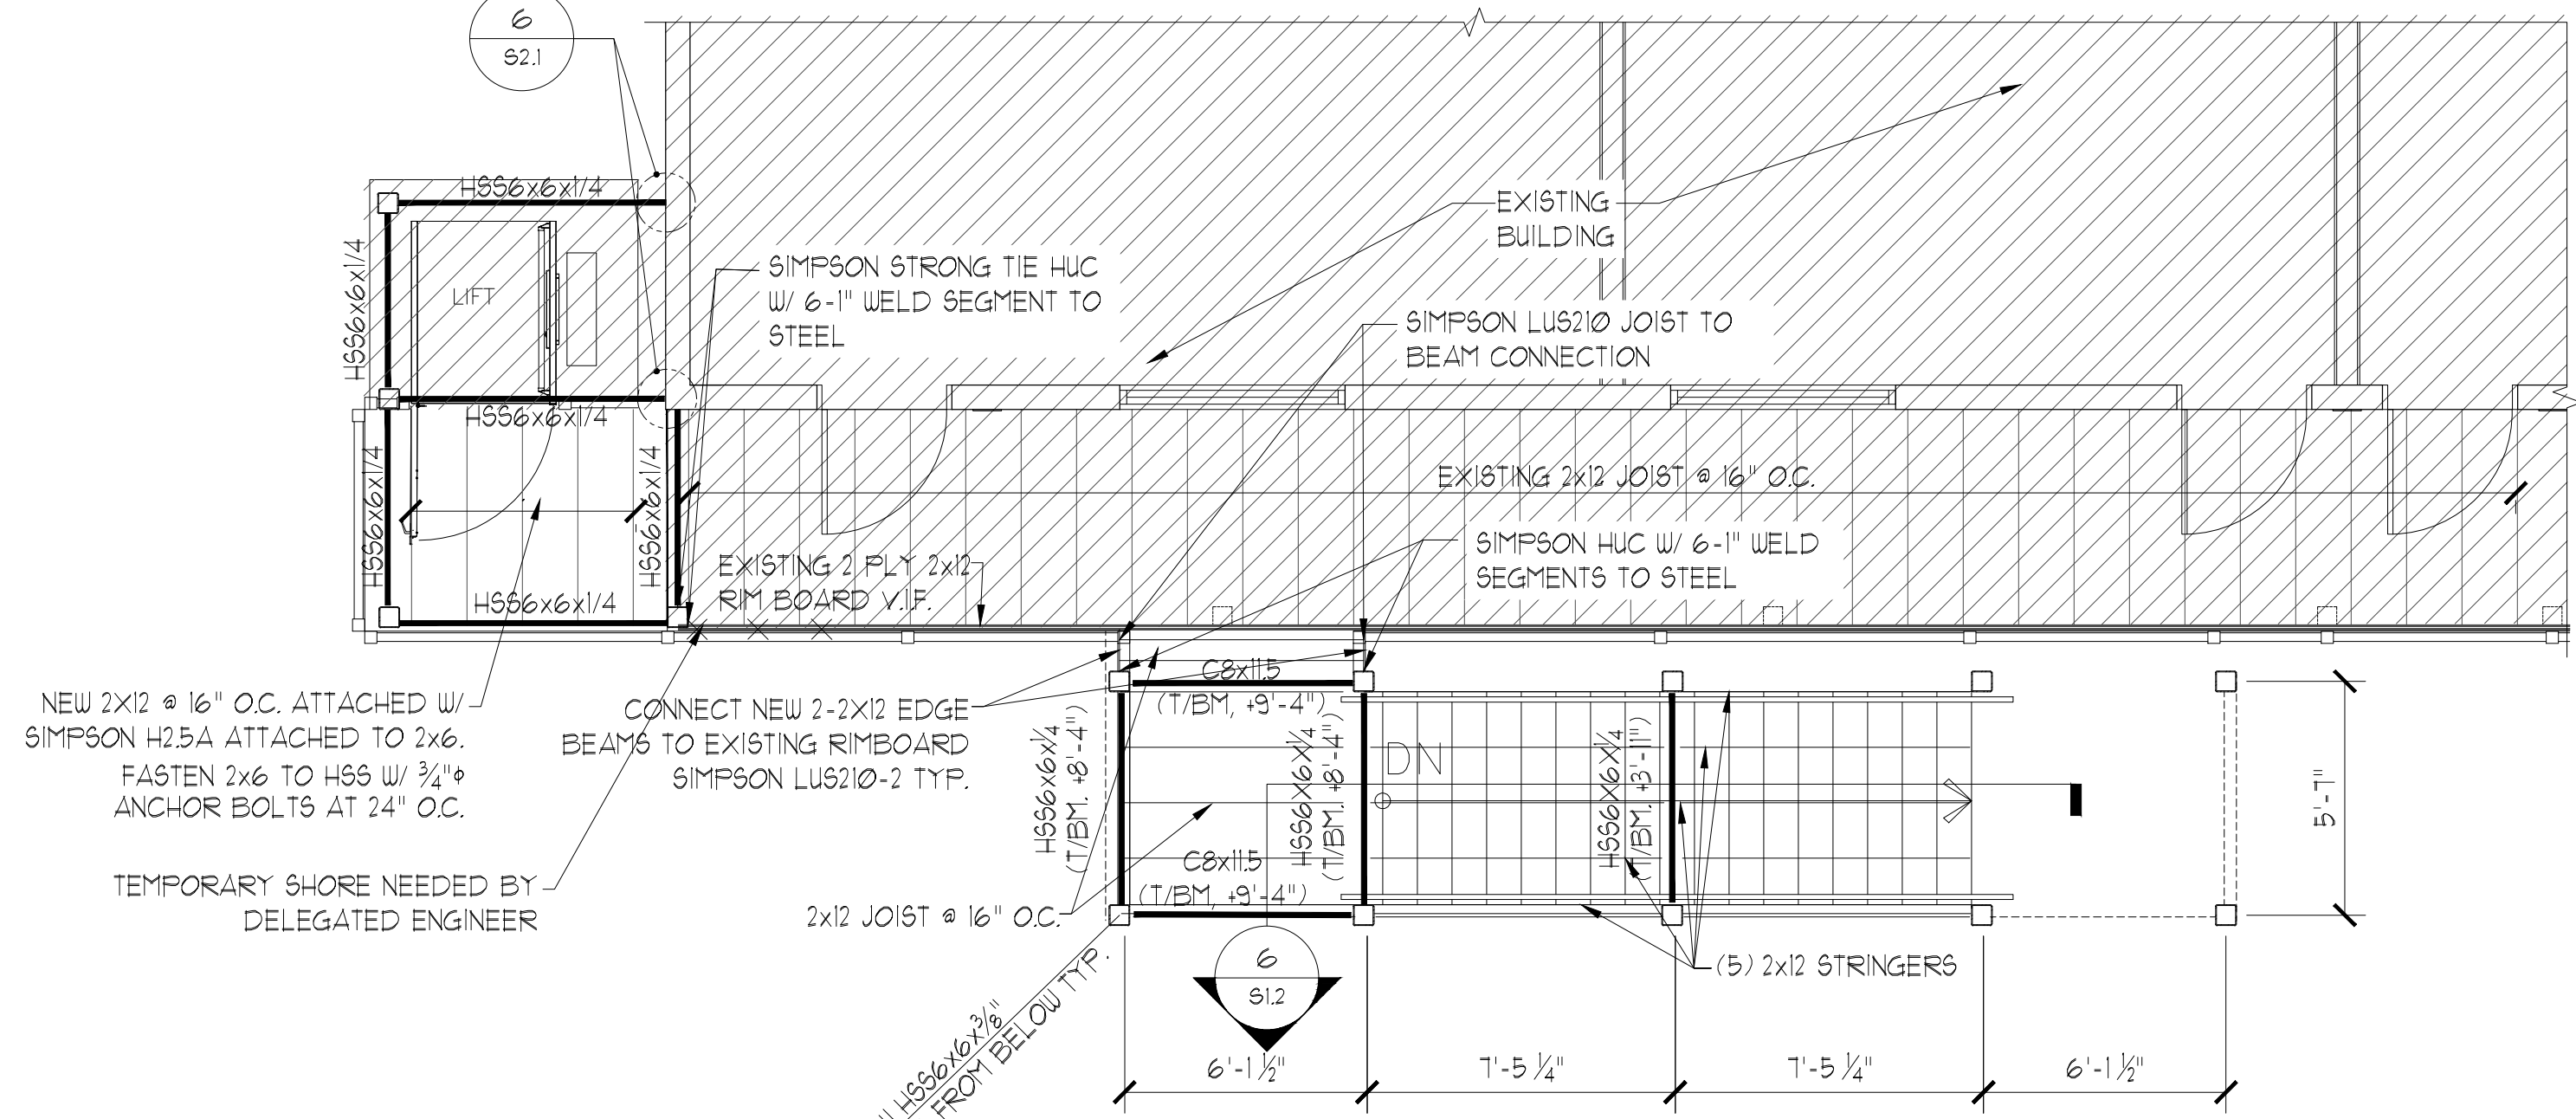 6
S2.1
HSS6x6x1/4
HSS6x6x1/4
LIFT
HSS6x6x1/4
HSS6x6x1/4
HSS6x6x1/4
HSS6x6x1/4
SIMPSON STRONG TIE HUC
W/ 6-1" WELD SEGMENT TO
STEEL
EXISTING
BUILDING
SIMPSON LUS210 JOIST TO
BEAM CONNECTION
EXISTING 2x12 JOIST @ 16" O.C.
SIMPSON HUC W/ 6-1" WELD
SEGMENTS TO STEEL
EXISTING 2 PLY 2x12
RIM BOARD V.I.F.
NEW 2X12 @ 16" O.C. ATTACHED W/
SIMPSON H2.5A ATTACHED TO 2x6.
FASTEN 2x6 TO HSS W/ 3/4"φ
ANCHOR BOLTS AT 24" O.C.
CONNECT NEW 2-2X12 EDGE
BEAMS TO EXISTING RIMBOARD
SIMPSON LUS210-2 TYP.
TEMPORARY SHORE NEEDED BY
DELEGATED ENGINEER
2x12 JOIST @ 16" O.C.
C8x11.5
(T/BM, +9'-4")
HSS6x6x1/4
(T/BM. +8'-4")
HSS6x6x1/4
(T/BM. +8'-4")
C8x11.5
(T/BM, +9'-4")
DN
HSS6x6x1/4
(T/BM. +3'-11")
5'-7"
(5) 2x12 STRINGERS
6
S1.2
HSS6x6x3/8"
FROM BELOW TYP.
6'-1 1/2"
7'-5 1/4"
7'-5 1/4"
6'-1 1/2"